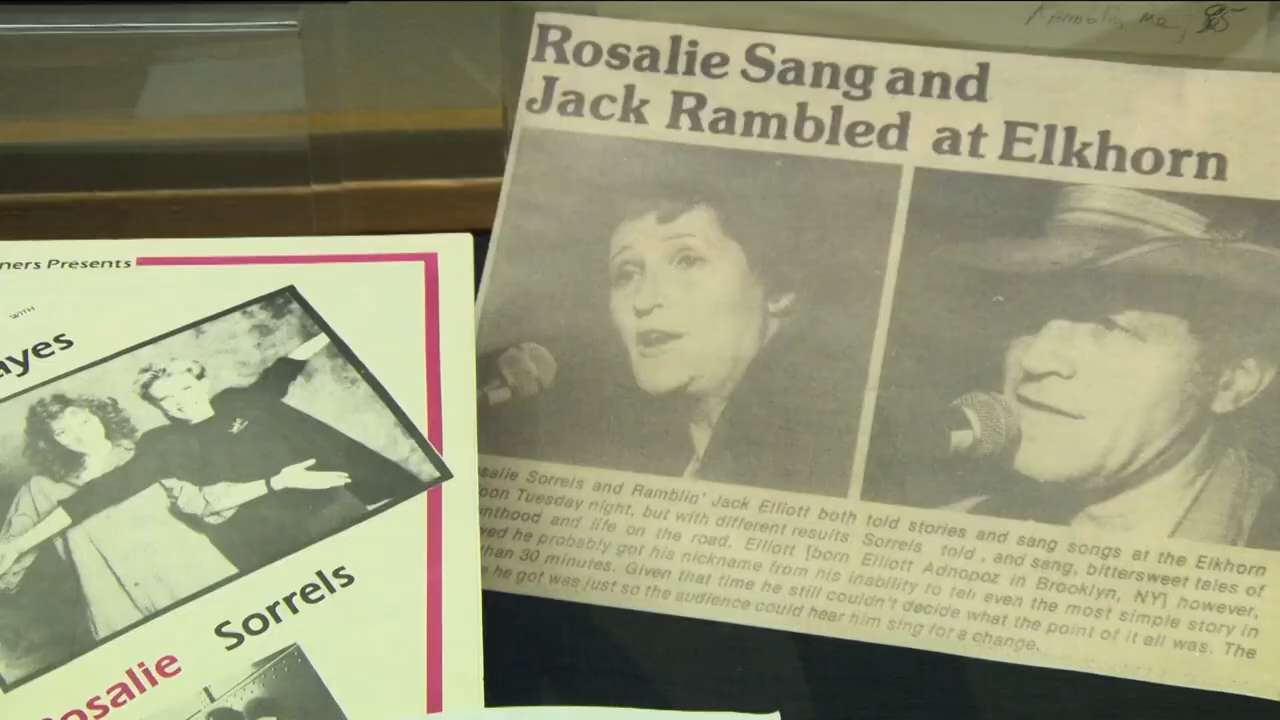 Ramblin Me,
Rosalie Sang and
Jack Rambled at Elkhorn
salie Sorrels and Ramblin' Jack Elliott both told stories and sang songs at the Elkhorn
oon Tuesday night, but with different results. Sorrels told, and sang, bittersweet tales of
nthood and life on the road. Elliott [born Elliott Adnopoz in Brooklyn, NY] however,
ved he probably got his nickname from his inability to tell even the most simple story in
than 30 minutes. Given that time he still couldn't decide what the point of it all was. The
he got was just so the audience could hear him sing for a change.
ners Presents
WITH
ayes
Sorrels
osalie